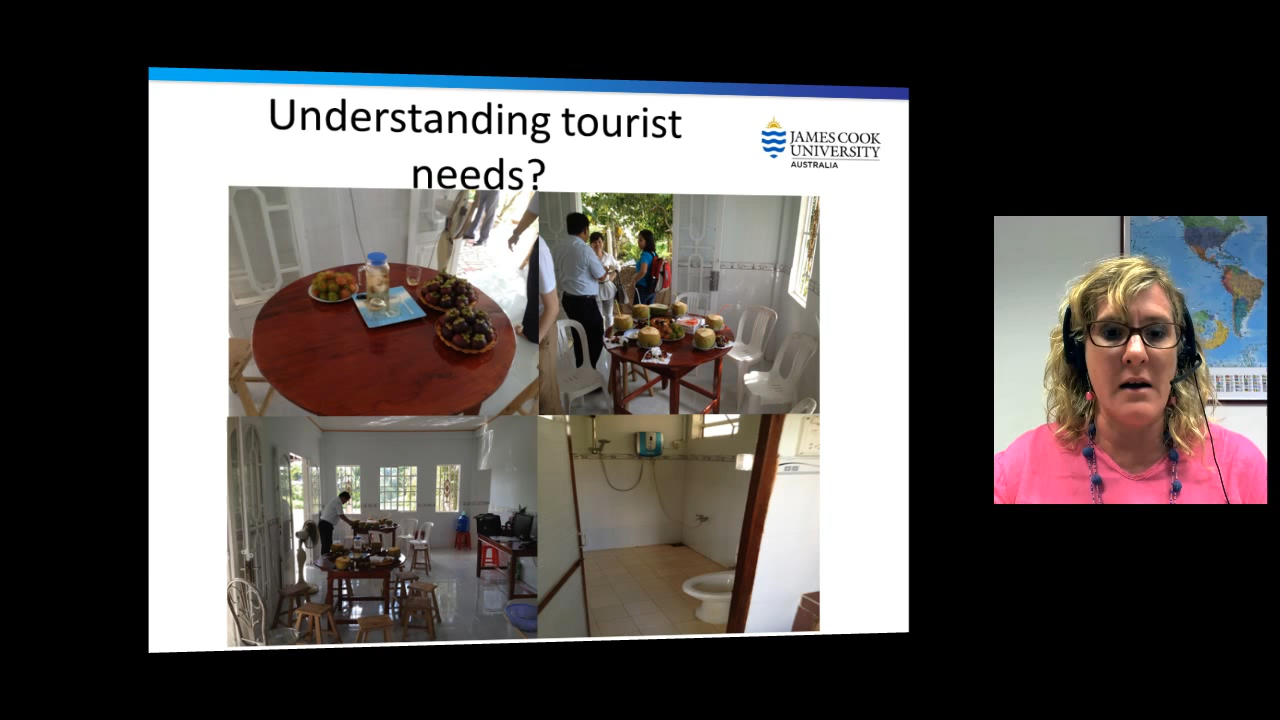 Understanding tourist
needs?
JAMES COOK
UNIVERSITY
AUSTRALIA